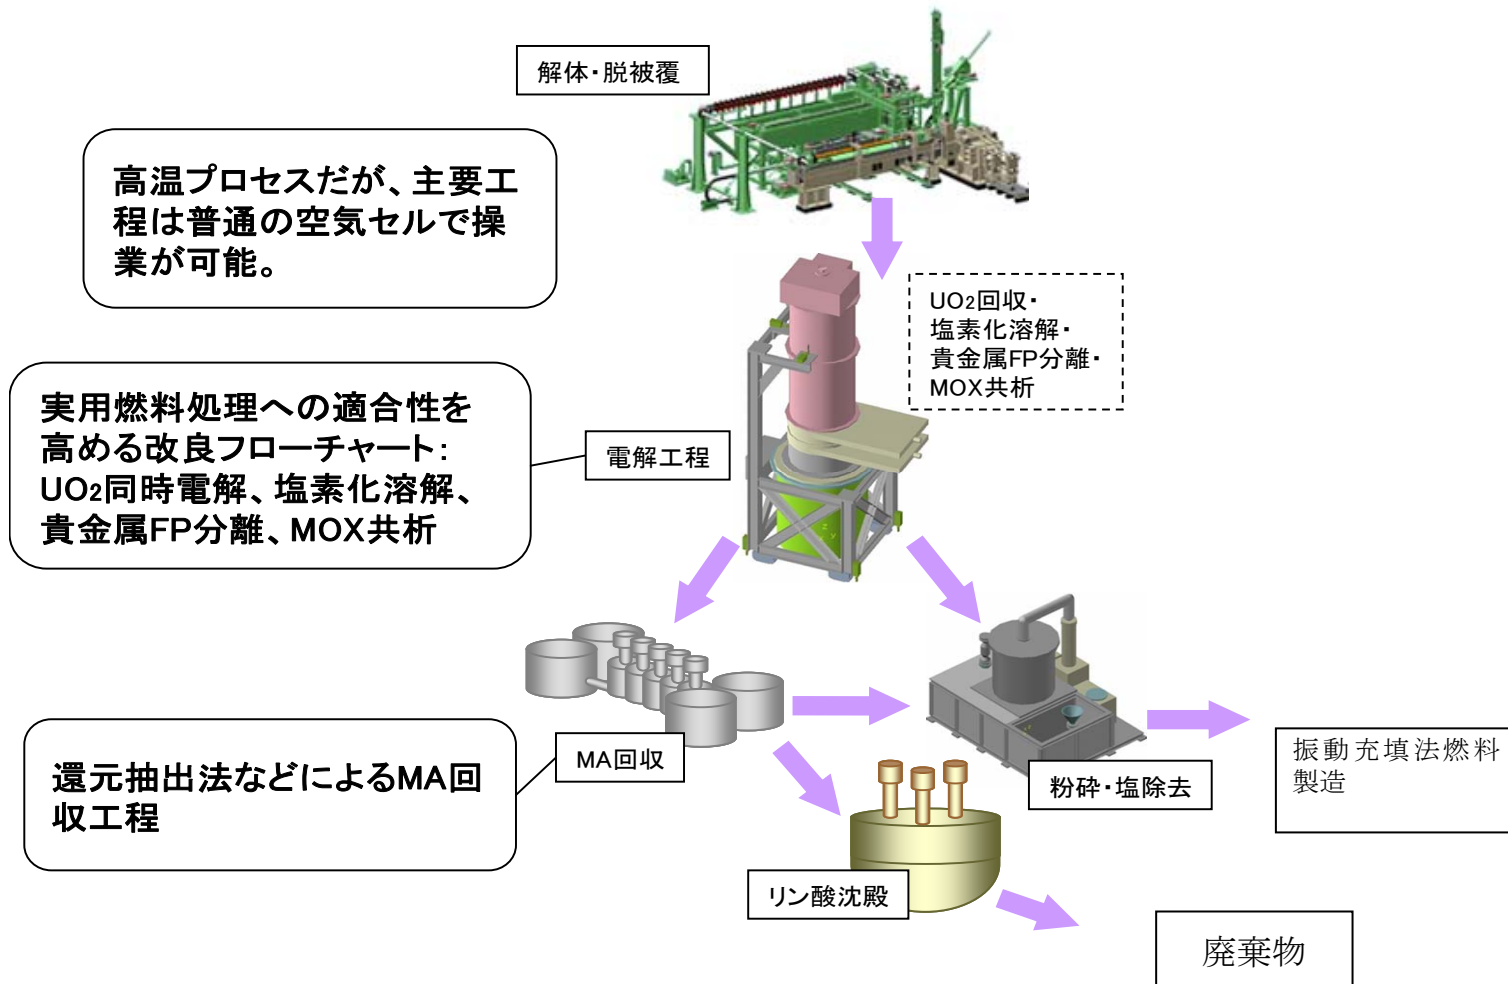 解体・脱被覆
高温プロセスだが、主要工
程は普通の空気セルで操
業が可能。
UO₂回収・
塩素化溶解・
貴金属FP分離・
MOX共析
実用燃料処理への適合性を
高める改良フローチャート：
UO₂同時電解、塩素化溶解、
貴金属FP分離、MOX共析
電解工程
MA回収
還元抽出法などによるMA回
収工程
粉砕・塩除去
振動充填法燃料
製造
リン酸沈殿
廃棄物